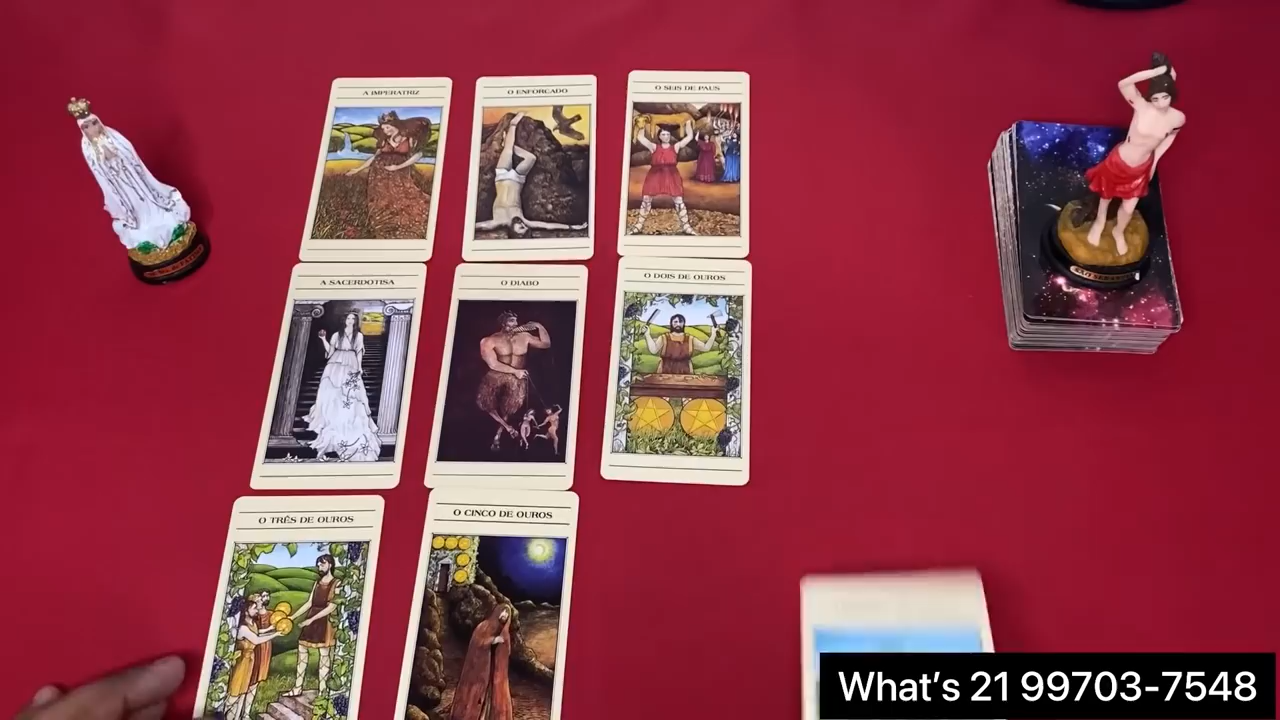 A IMPERATRIZ
O ENFORCADO
O SEIS DE PAUS
A SACERDOTISA
O DIABO
O DOIS DE OUROS
O TRÊS DE OUROS
O CINCO DE OUROS
What's 21 99703-7548